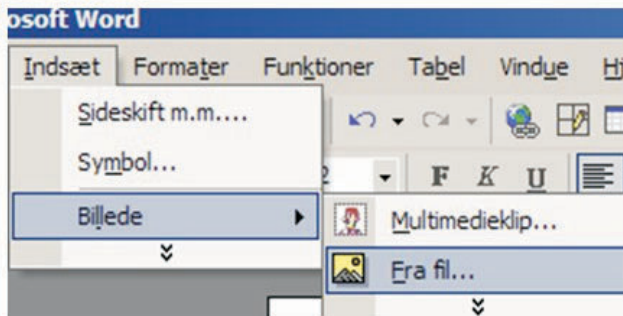 osoft Word
Indsæt Formater Funktioner Tabel Vindue
Sideskift m.m....
Symbol...
F K U
Billede
Multimedieklip...
Fra fil...